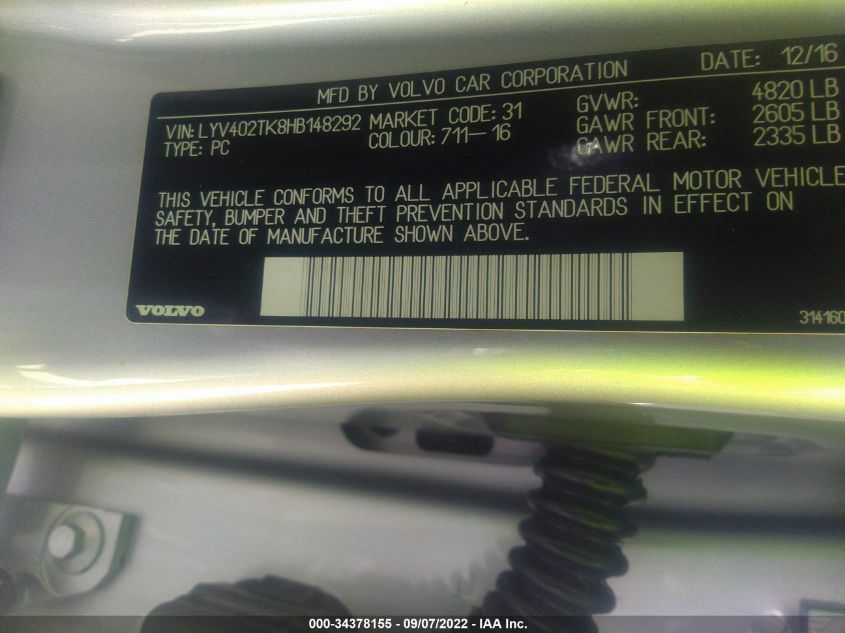 MFD BY VOLVO CAR CORPORATION DATE: 12/16
VIN: LYV402TK8HB148292 MARKET CODE: 31 GVWR: 4820 LB
TYPE: PC COLOUR: 711-16 GAWR FRONT: 2605 LB
GAWR REAR: 2335 LB
THIS VEHICLE CONFORMS TO ALL APPLICABLE FEDERAL MOTOR VEHICLE
SAFETY, BUMPER AND THEFT PREVENTION STANDARDS IN EFFECT ON
THE DATE OF MANUFACTURE SHOWN ABOVE.
VOLVO
314160
000-34378155 - 09/07/2022 - IAA Inc.